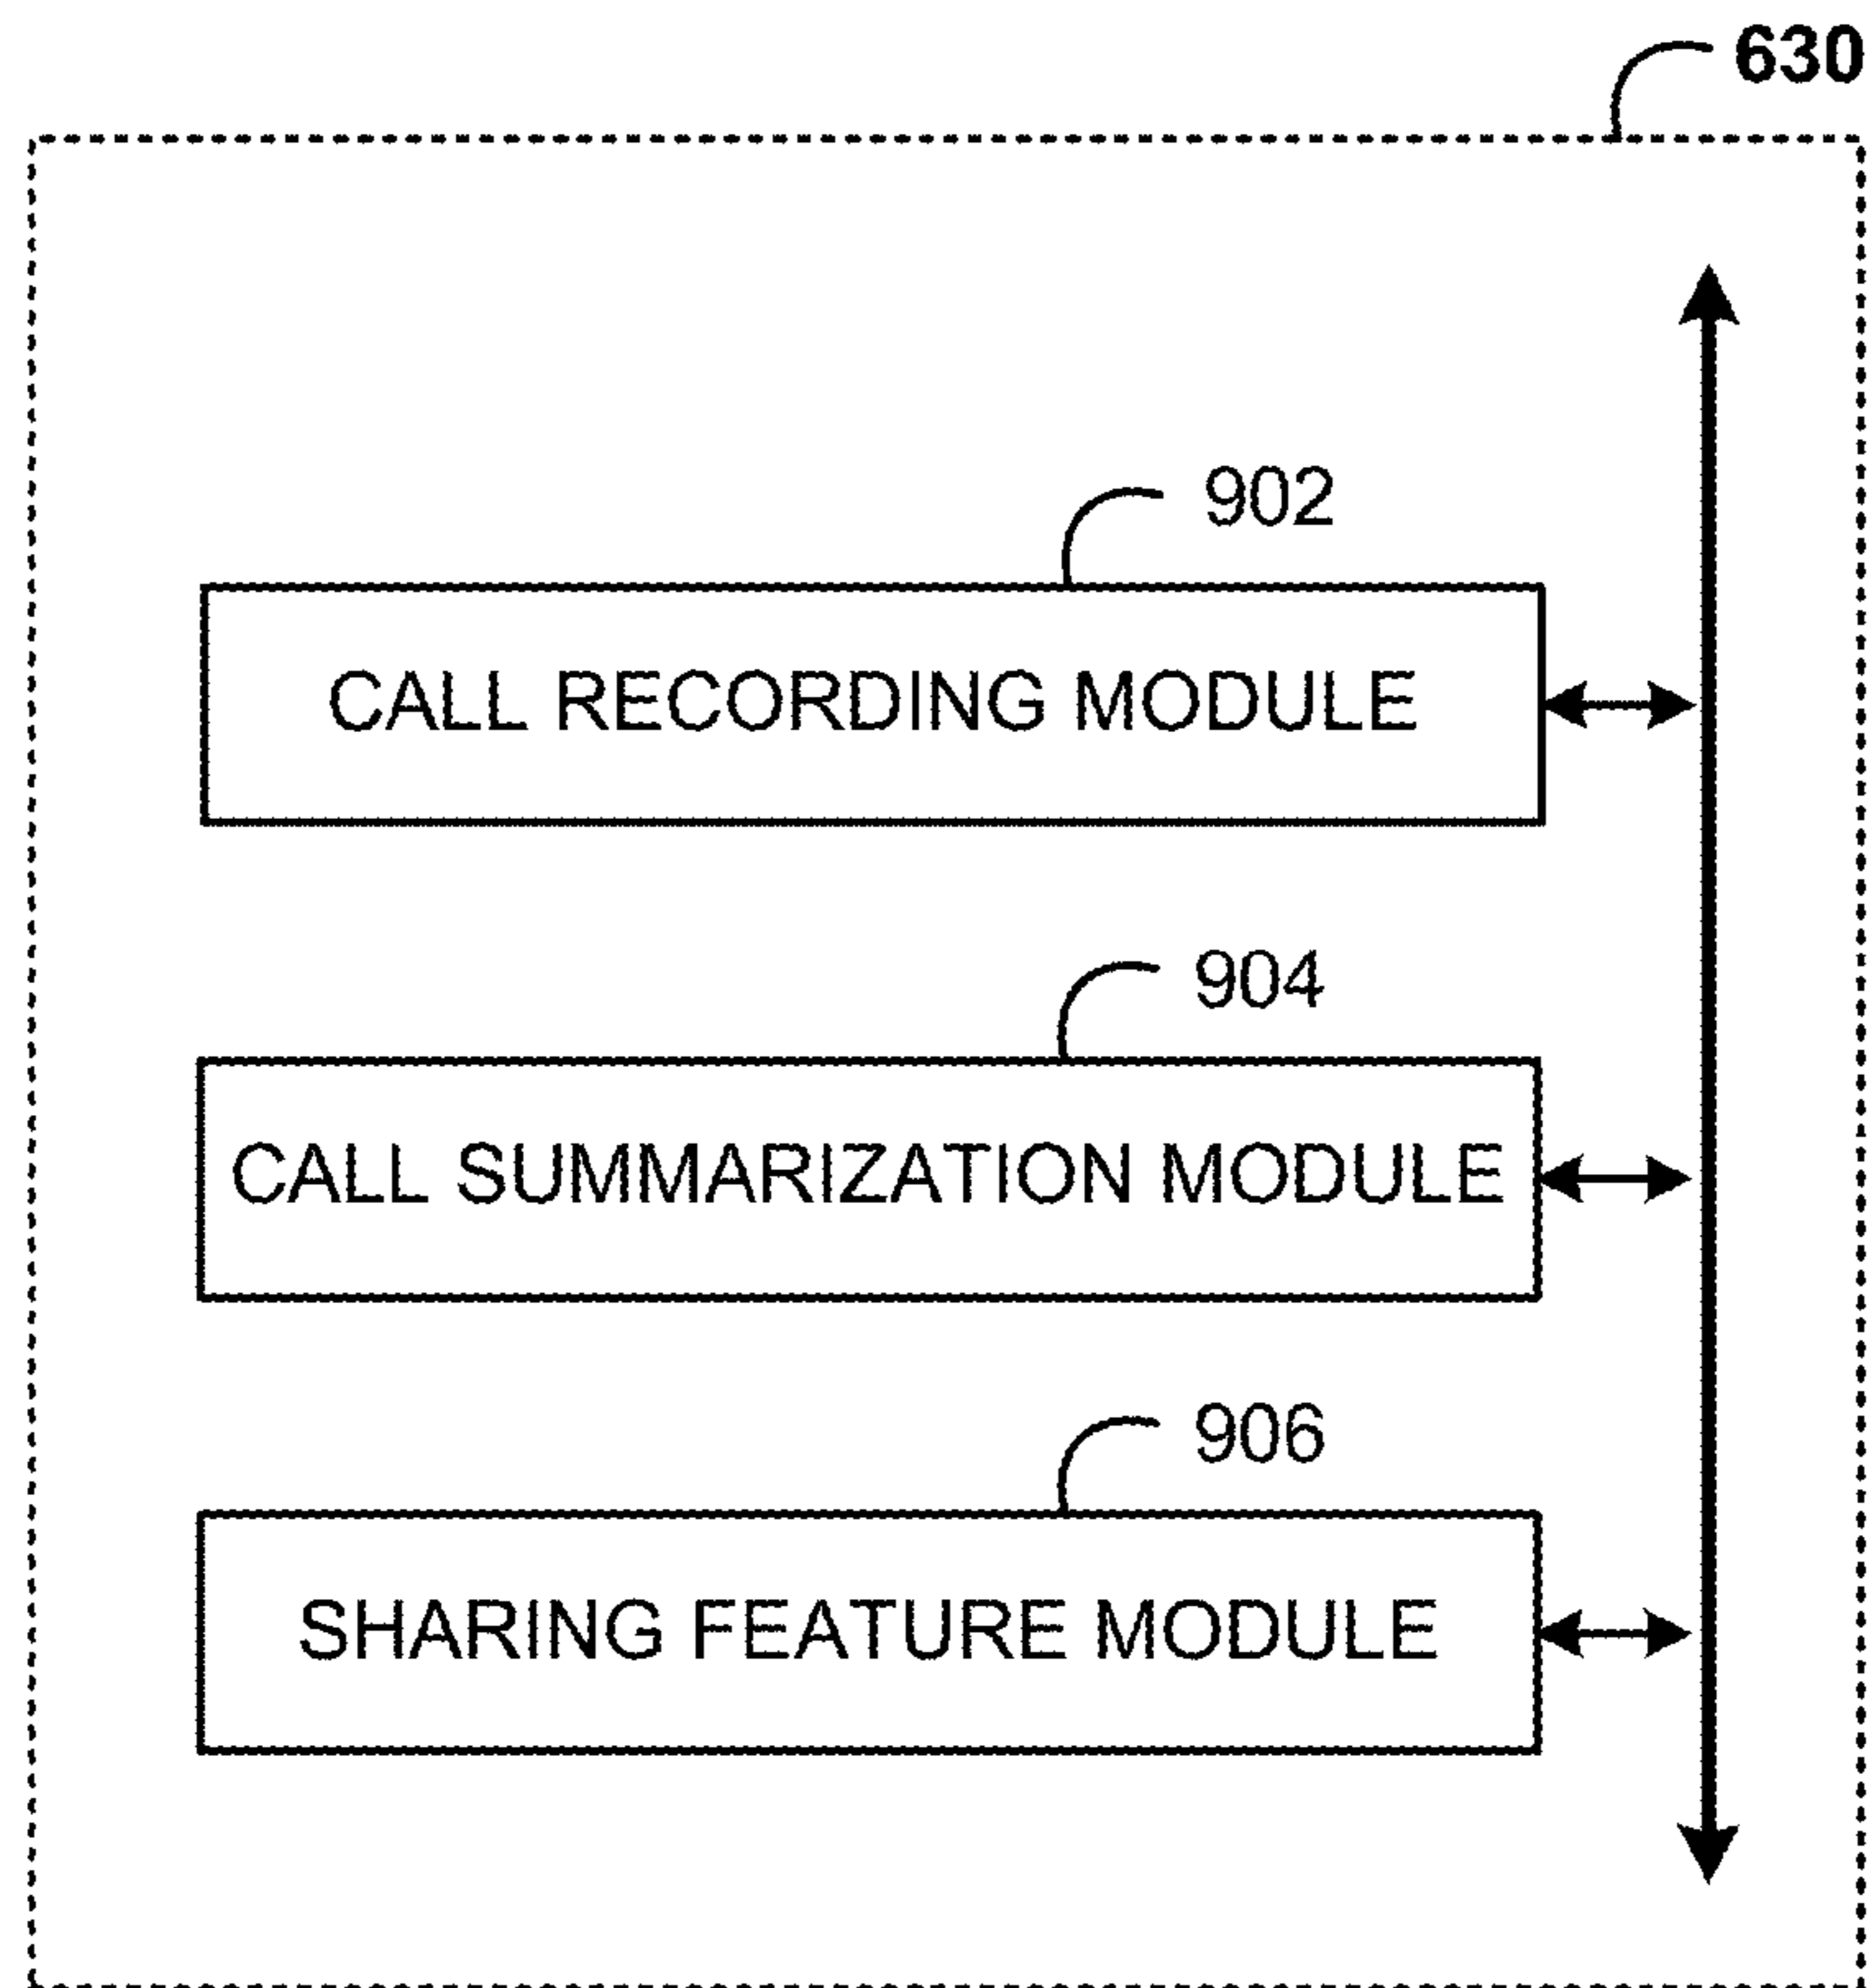 630
902
CALL RECORDING MODULE
904
CALL SUMMARIZATION MODULE
906
SHARING FEATURE MODULE